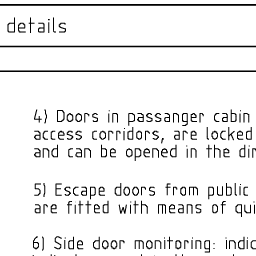 details
4) Doors in passanger cabin
access corridors, are locked
and can be opened in the dir
5) Escape doors from public
are fitted with means of qui
6) Side door monitoring: indic